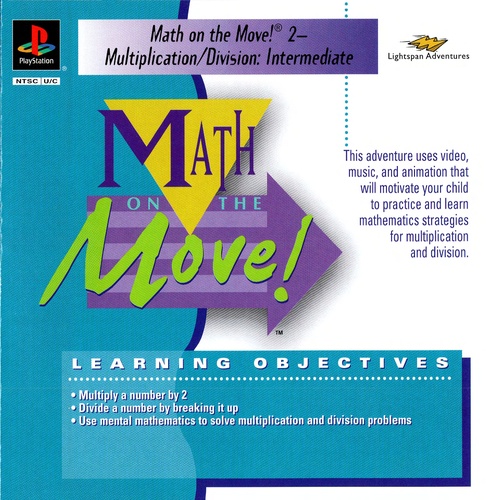 PlayStation
®
NTSC U/C
Math on the Move!® 2–
Multiplication/Division: Intermediate
Lightspan Adventures™
MATH
ON THE
Move!
™
This adventure uses video,
music, and animation that
will motivate your child
to practice and learn
mathematics strategies
for multiplication
and division.
LEARNING OBJECTIVES
• Multiply a number by 2
• Divide a number by breaking it up
• Use mental mathematics to solve multiplication and division problems